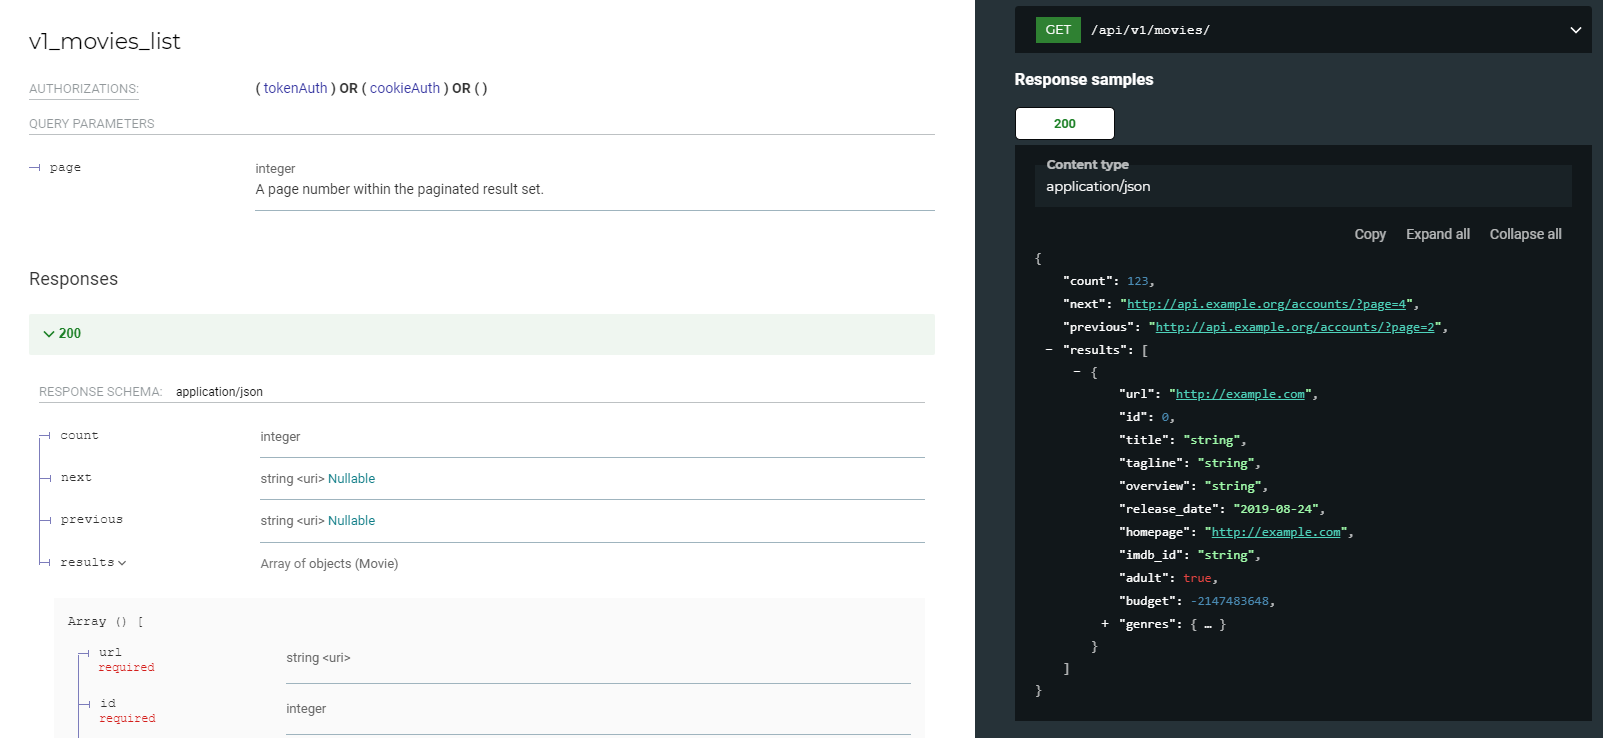 v1_movies_list
AUTHORIZATIONS: ( tokenAuth ) OR ( cookieAuth ) OR ( )
QUERY PARAMETERS
page integer
A page number within the paginated result set.
Responses
200
RESPONSE SCHEMA: application/json
count integer
next string <uri> Nullable
previous string <uri> Nullable
results Array of objects (Movie)
Array () [
url string <uri>
required
id integer
required
GET /api/v1/movies/
Response samples
200
Content type
application/json
Copy Expand all Collapse all
{
"count": 123,
"next": "http://api.example.org/accounts/?page=4",
"previous": "http://api.example.org/accounts/?page=2",
− "results": [
− {
"url": "http://example.com",
"id": 0,
"title": "string",
"tagline": "string",
"overview": "string",
"release_date": "2019-08-24",
"homepage": "http://example.com",
"imdb_id": "string",
"adult": true,
"budget": -2147483648,
+ "genres": { … }
}
]
}